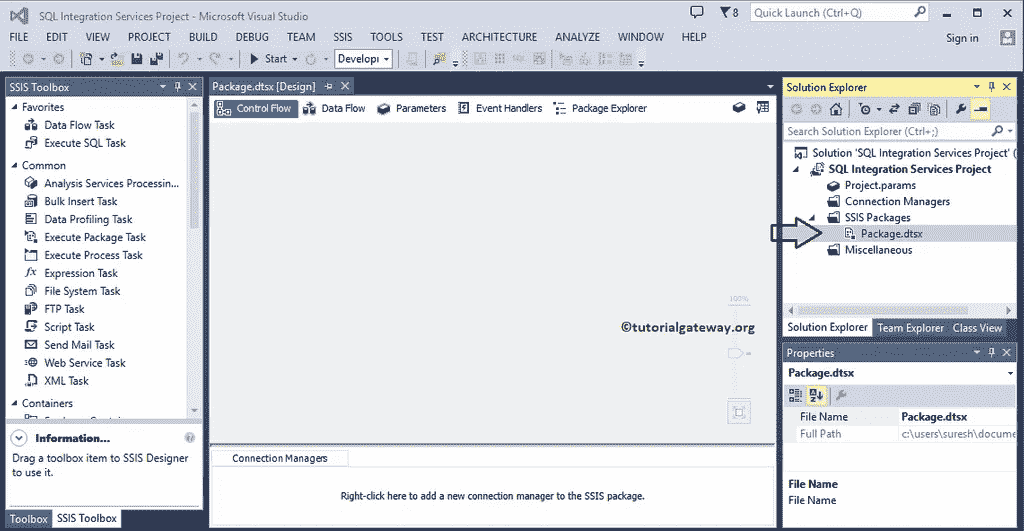 SQL Integration Services Project - Microsoft Visual Studio
8
Quick Launch (Ctrl+Q)
FILE EDIT VIEW PROJECT BUILD DEBUG TEAM SSIS TOOLS TEST ARCHITECTURE ANALYZE WINDOW HELP
Sign in
Start
Developi
SSIS Toolbox
Favorites
Data Flow Task
Execute SQL Task
Common
Analysis Services Processin...
Bulk Insert Task
Data Profiling Task
Execute Package Task
Execute Process Task
fx Expression Task
File System Task
FTP Task
Script Task
Send Mail Task
Web Service Task
XML Task
Containers
Information...
Drag a toolbox item to SSIS Designer
to use it.
Toolbox SSIS Toolbox
Package.dtsx [Design]
Control Flow Data Flow Parameters Event Handlers Package Explorer
100%
©tutorialgateway.org
Connection Managers
Right-click here to add a new connection manager to the SSIS package.
Solution Explorer
Search Solution Explorer (Ctrl+;)
Solution 'SQL Integration Services Project' (
SQL Integration Services Project
Project.params
Connection Managers
SSIS Packages
Package.dtsx
Miscellaneous
Solution Explorer Team Explorer Class View
Properties
Package.dtsx
File Name Package.dtsx
Full Path c:\users\suresh\docume
File Name
File Name